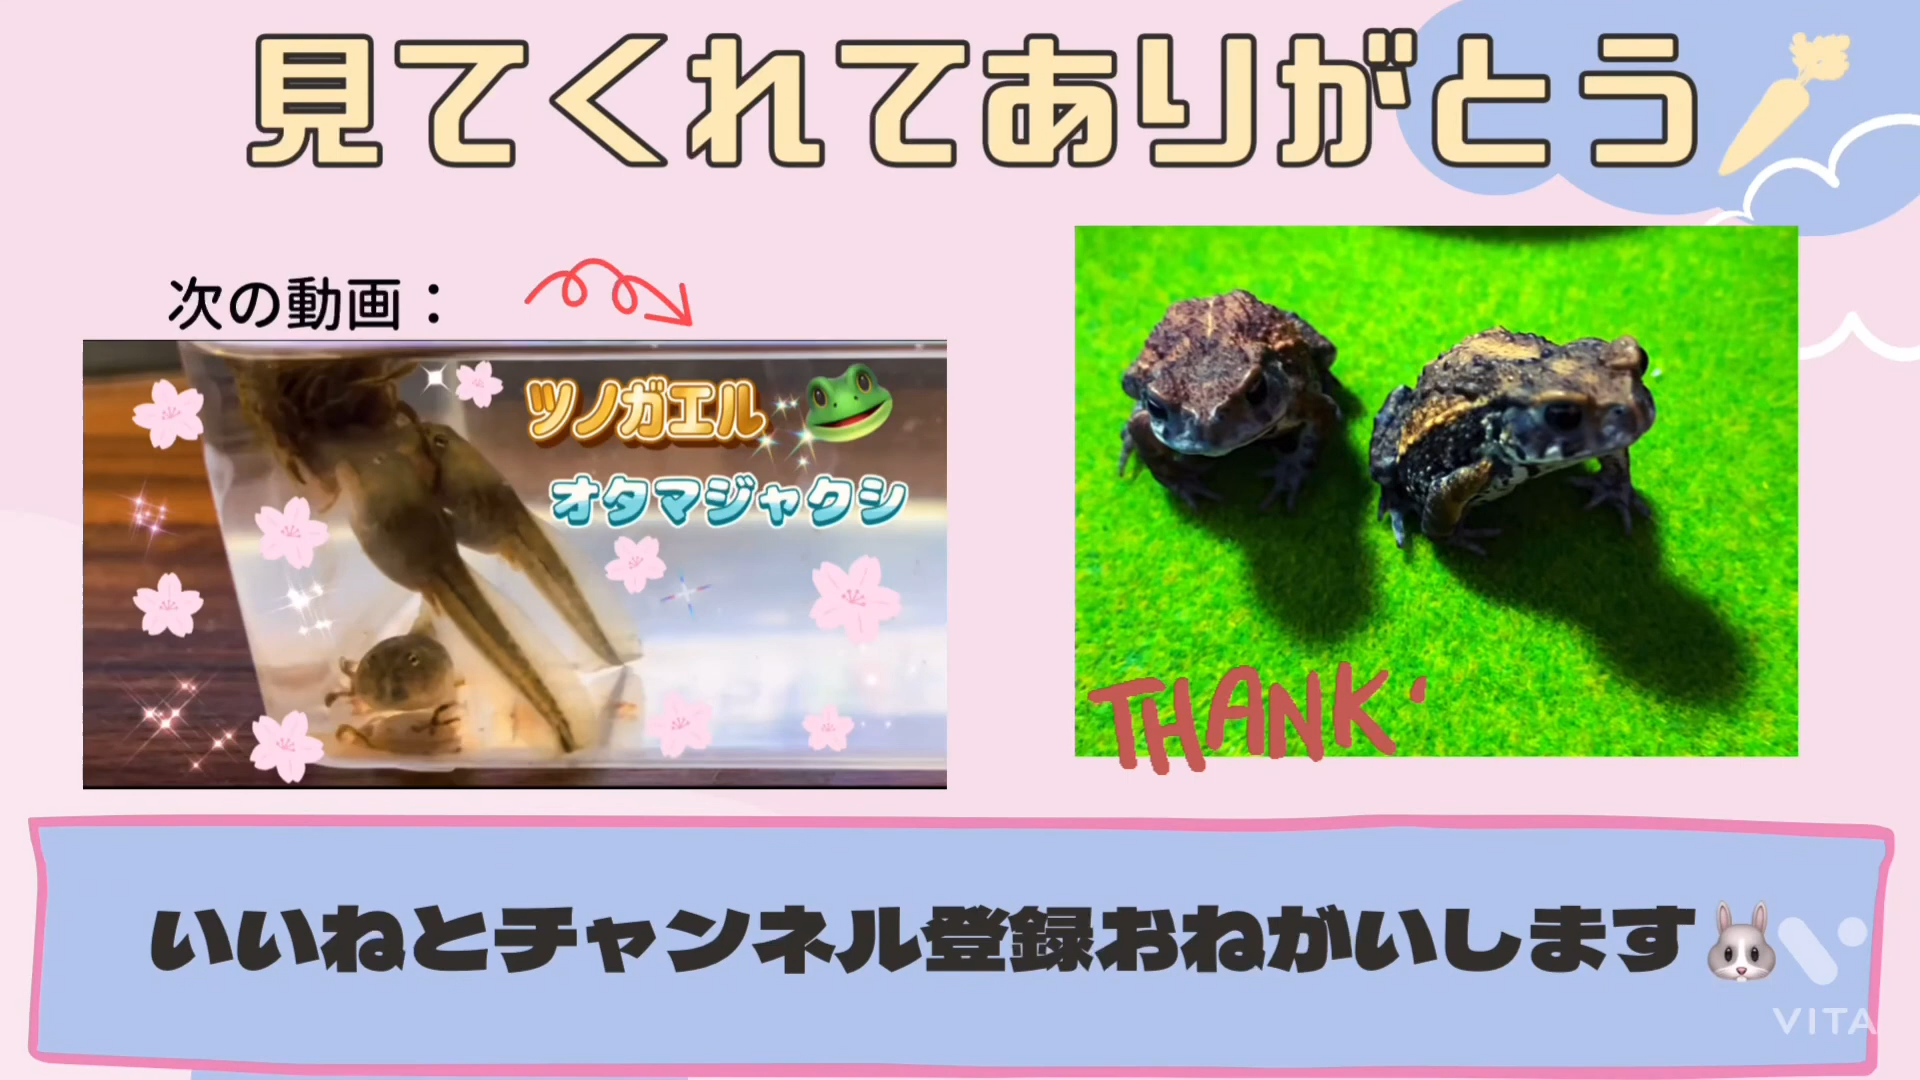 見てくれてありがとう
次の動画：
ツノガエル
オタマジャクシ
THANK
いいねとチャンネル登録おねがいします
VITA